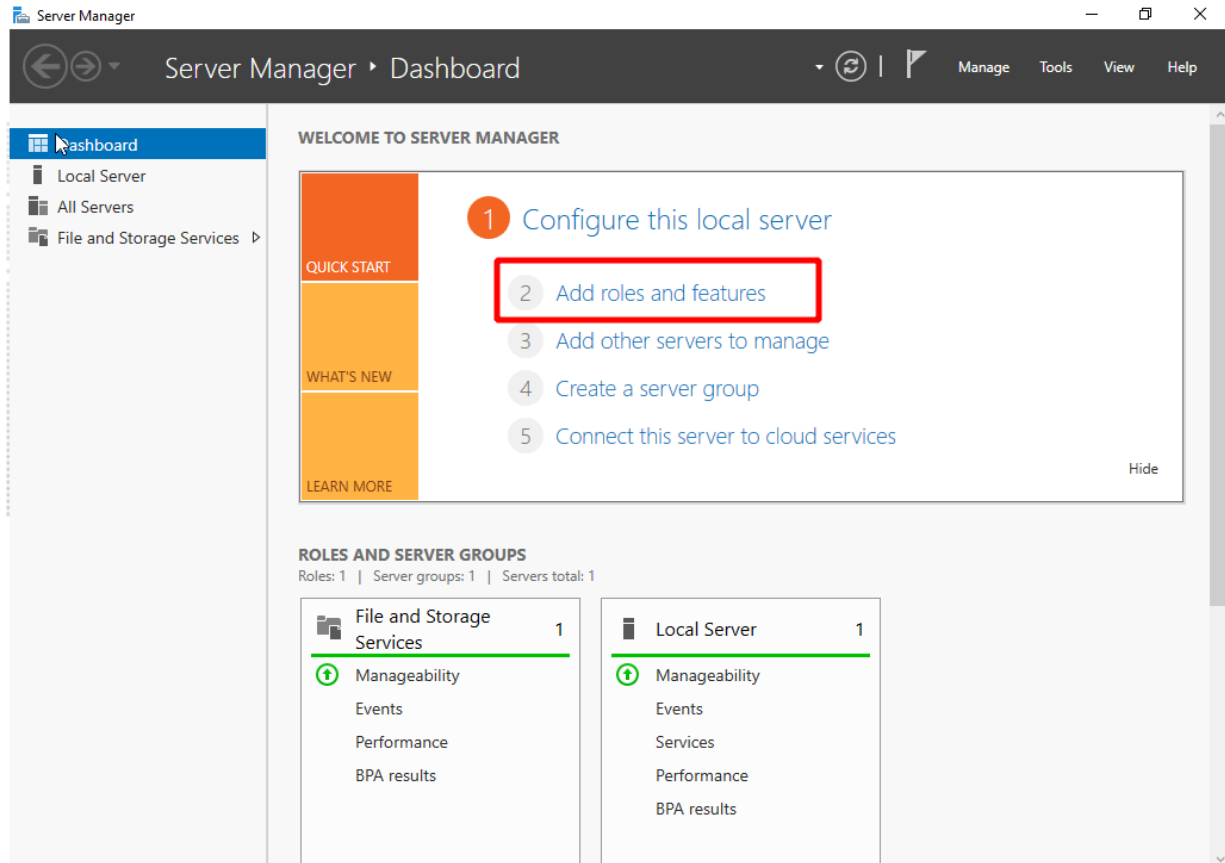 Server Manager
Server Manager ‣ Dashboard
Manage Tools View Help
Dashboard
Local Server
All Servers
File and Storage Services
WELCOME TO SERVER MANAGER
QUICK START
WHAT'S NEW
LEARN MORE
1 Configure this local server
2 Add roles and features
3 Add other servers to manage
4 Create a server group
5 Connect this server to cloud services
Hide
ROLES AND SERVER GROUPS
Roles: 1 | Server groups: 1 | Servers total: 1
File and Storage
Services 1
Manageability
Events
Performance
BPA results
Local Server 1
Manageability
Events
Services
Performance
BPA results